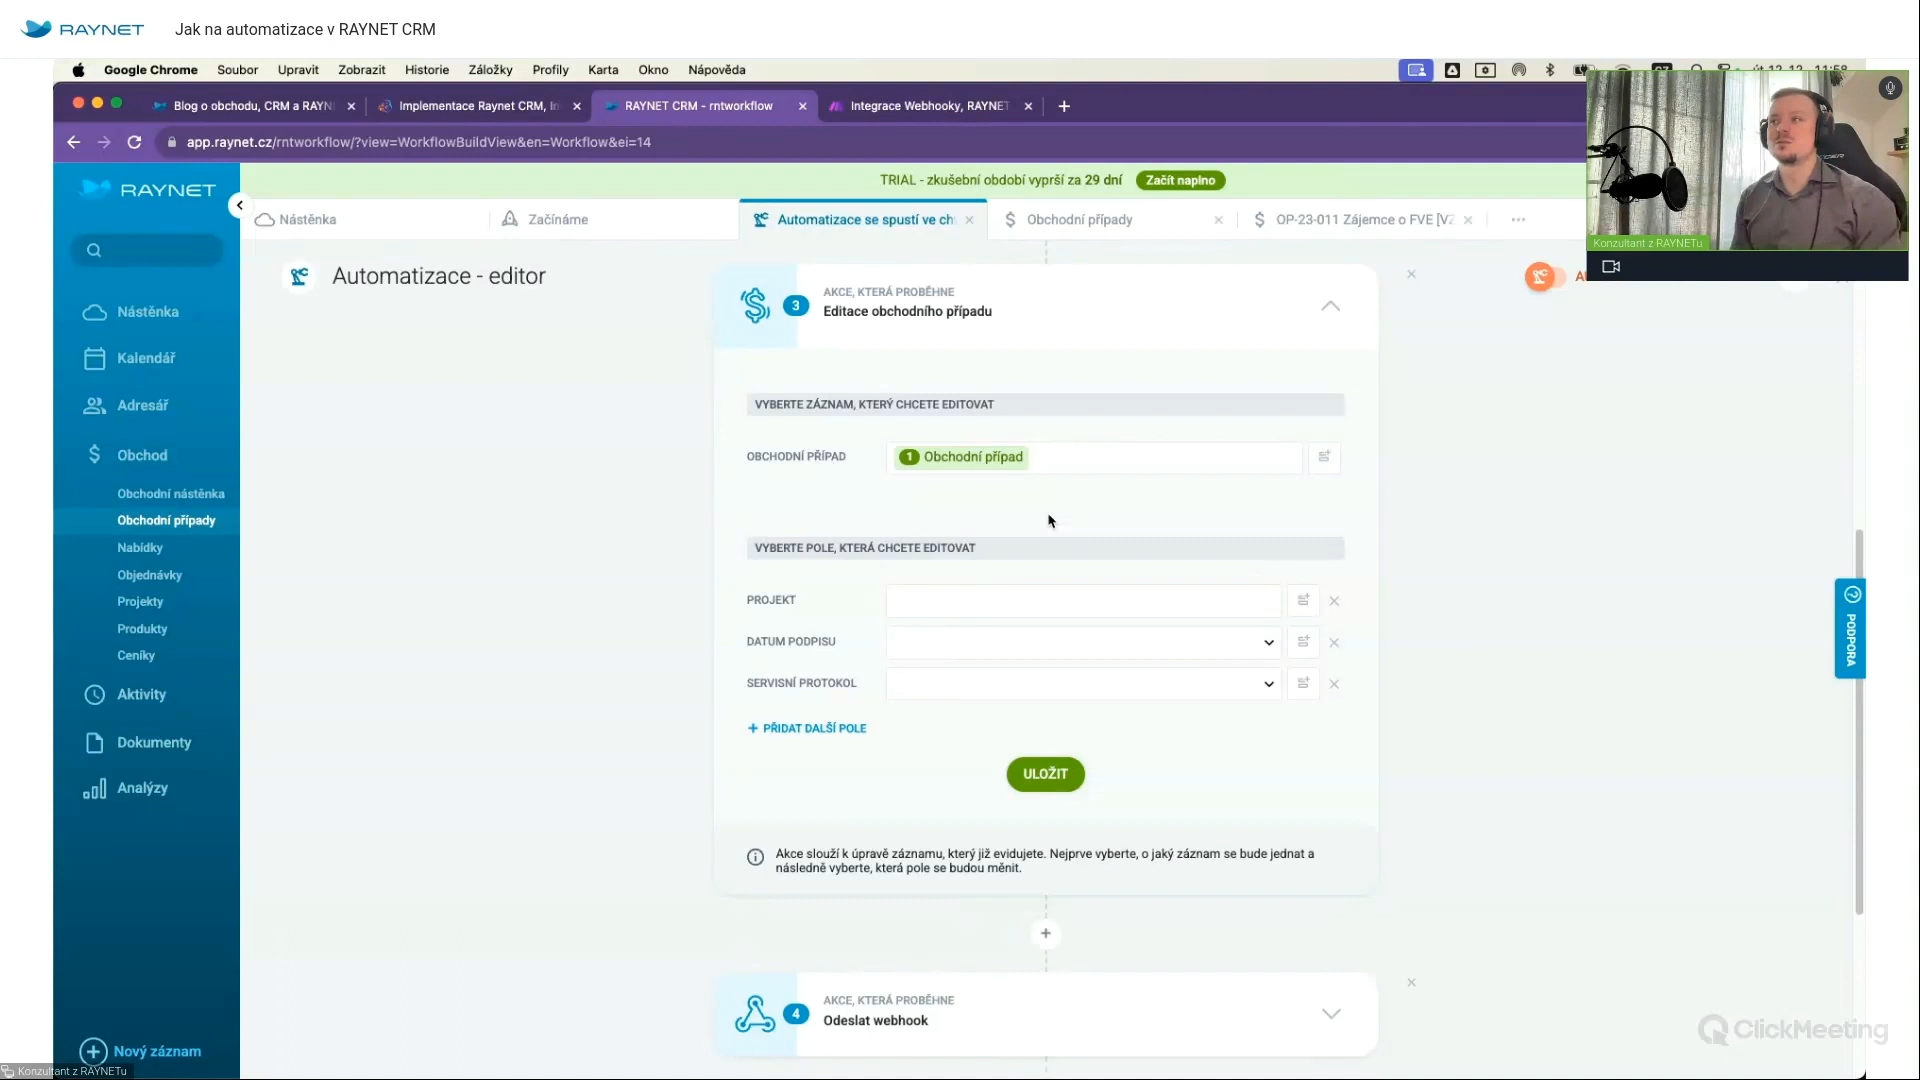 RAYNET
Jak na automatizace v RAYNET CRM
Google Chrome Soubor Upravit Zobrazit Historie Záložky Profily Karta Okno Nápověda
Blog o obchodu, CRM a RAYN
Implementace Raynet CRM, In
RAYNET CRM - rntworkflow
Integrace Webhooky, RAYNET
app.raynet.cz/rntworkflow/?view=WorkflowBuildView&en=Workflow&ei=14
RAYNET
TRIAL - zkušební období vyprší za 29 dní
Začít naplno
Nástěnka
Začínáme
Automatizace se spustí ve ch
Obchodní případy
OP-23-011 Zájemce o FVE [VZ
Konzultant z RAYNETu
Automatizace - editor
Nástěnka
Kalendář
Adresář
Obchod
Obchodní nástěnka
Obchodní případy
Nabídky
Objednávky
Projekty
Produkty
Ceníky
Aktivity
Dokumenty
Analýzy
Nový záznam
3
AKCE, KTERÁ PROBĚHNE
Editace obchodního případu
VYBERTE ZÁZNAM, KTERÝ CHCETE EDITOVAT
OBCHODNÍ PŘÍPAD
1 Obchodní případ
VYBERTE POLE, KTERÁ CHCETE EDITOVAT
PROJEKT
DATUM PODPISU
SERVISNÍ PROTOKOL
+ PŘIDAT DALŠÍ POLE
ULOŽIT
Akce slouží k úpravě záznamu, který již evidujete. Nejprve vyberte, o jaký záznam se bude jednat a
následně vyberte, která pole se budou měnit.
4
AKCE, KTERÁ PROBĚHNE
Odeslat webhook
PODPORA
ClickMeeting
Konzultant z RAYNETu